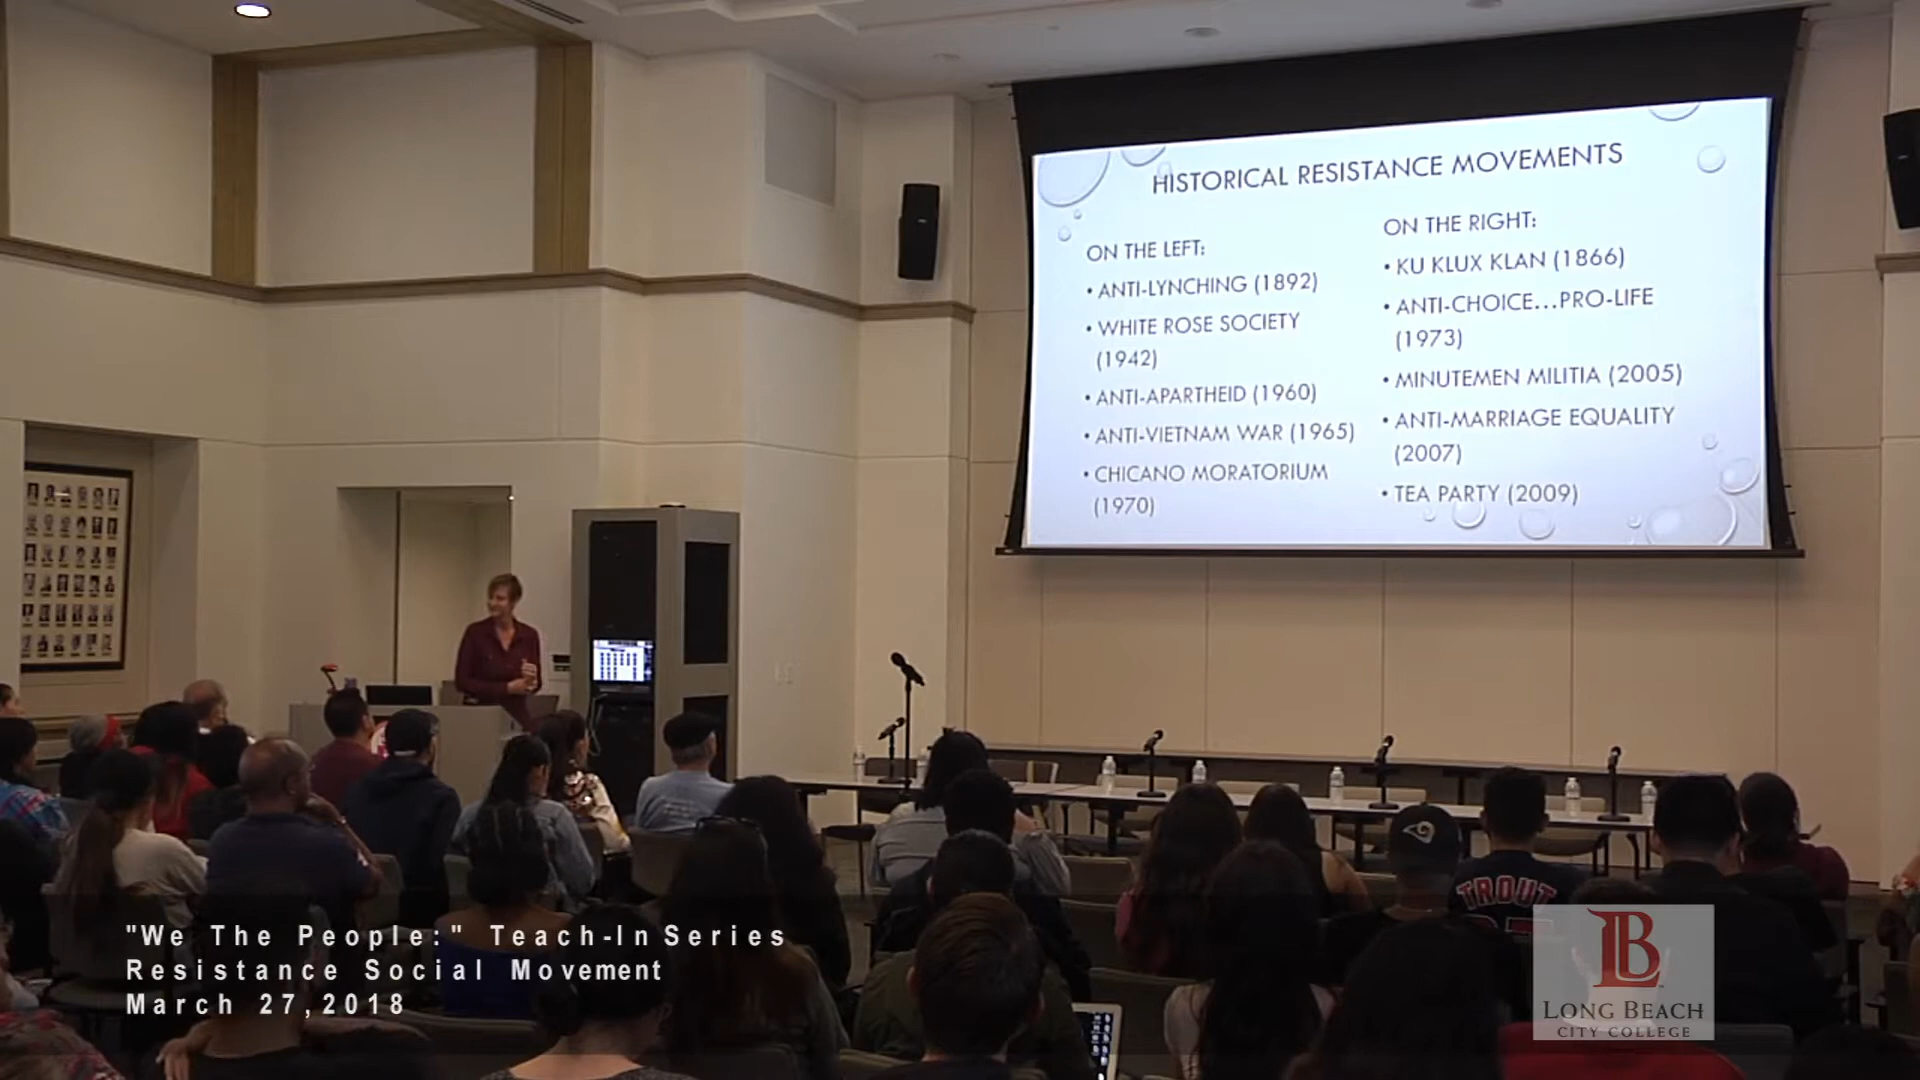 HISTORICAL RESISTANCE MOVEMENTS
ON THE LEFT:
• ANTI-LYNCHING (1892)
• WHITE ROSE SOCIETY
(1942)
• ANTI-APARTHEID (1960)
• ANTI-VIETNAM WAR (1965)
• CHICANO MORATORIUM
(1970)
ON THE RIGHT:
• KU KLUX KLAN (1866)
• ANTI-CHOICE...PRO-LIFE
(1973)
• MINUTEMEN MILITIA (2005)
• ANTI-MARRIAGE EQUALITY
(2007)
• TEA PARTY (2009)
TROUT
"We The People:" Teach-In Series
Resistance Social Movement
March 27, 2018
LB
LONG BEACH
CITY COLLEGE